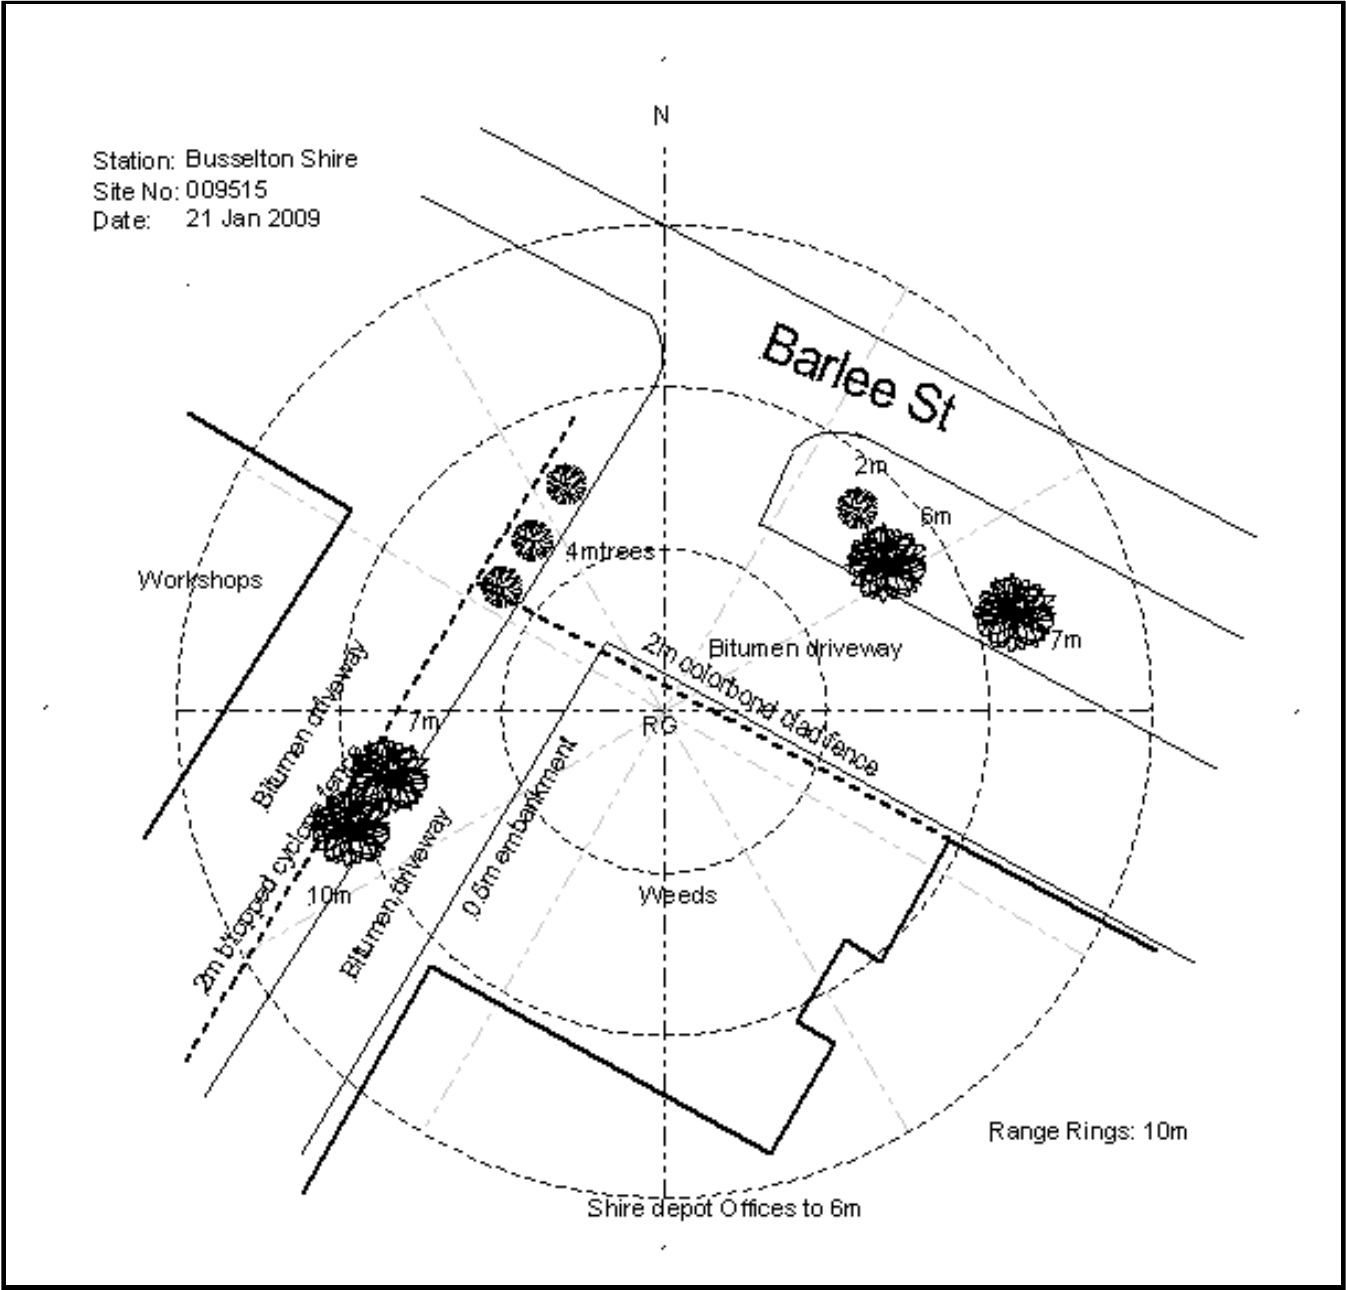 N
Station: Busselton Shire
Site No: 009515
Date: 21 Jan 2009
Barlee St
2m
6m
4mtrees
Workshops
7m
Bitumen driveway
2m colorbond clad fence
Bitumen driveway
7m
RG
2m b topped cyclone fence
10m
Bitumen driveway
0.5m embankment
Weeds
Range Rings: 10m
Shire depot Offices to 6m